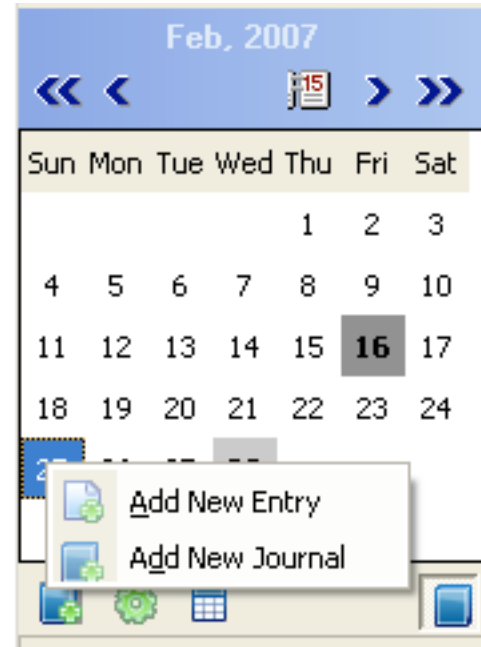 Feb, 2007
15
Sun Mon Tue Wed Thu Fri Sat
1 2 3
4 5 6 7 8 9 10
11 12 13 14 15 16 17
18 19 20 21 22 23 24
Add New Entry
Add New Journal